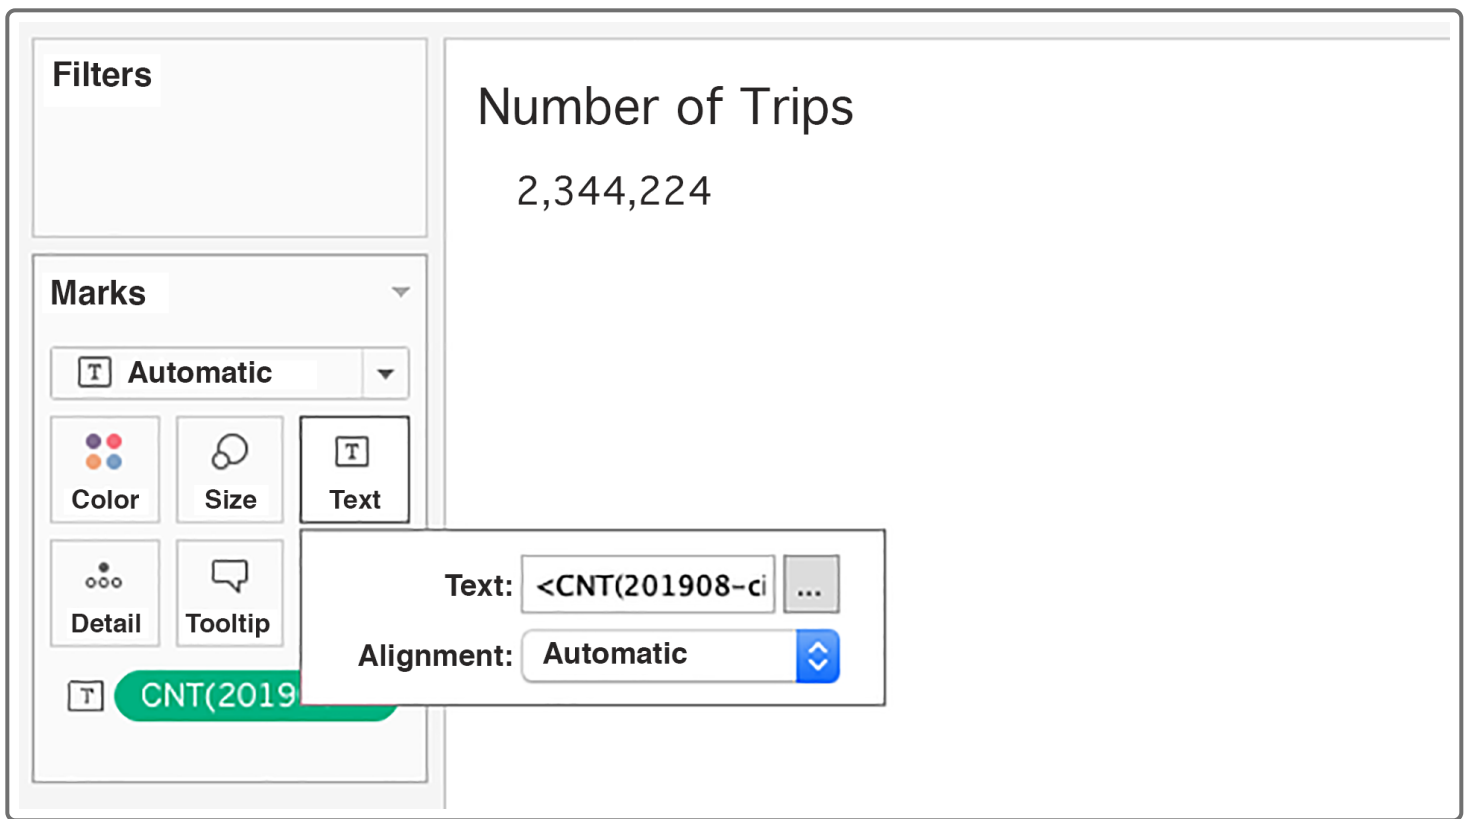 Filters
Number of Trips
2,344,224
Marks
T Automatic
Color
Size
T
Text
Detail
Tooltip
Text: <CNT(201908-ci ...
Alignment: Automatic
T CNT(2019